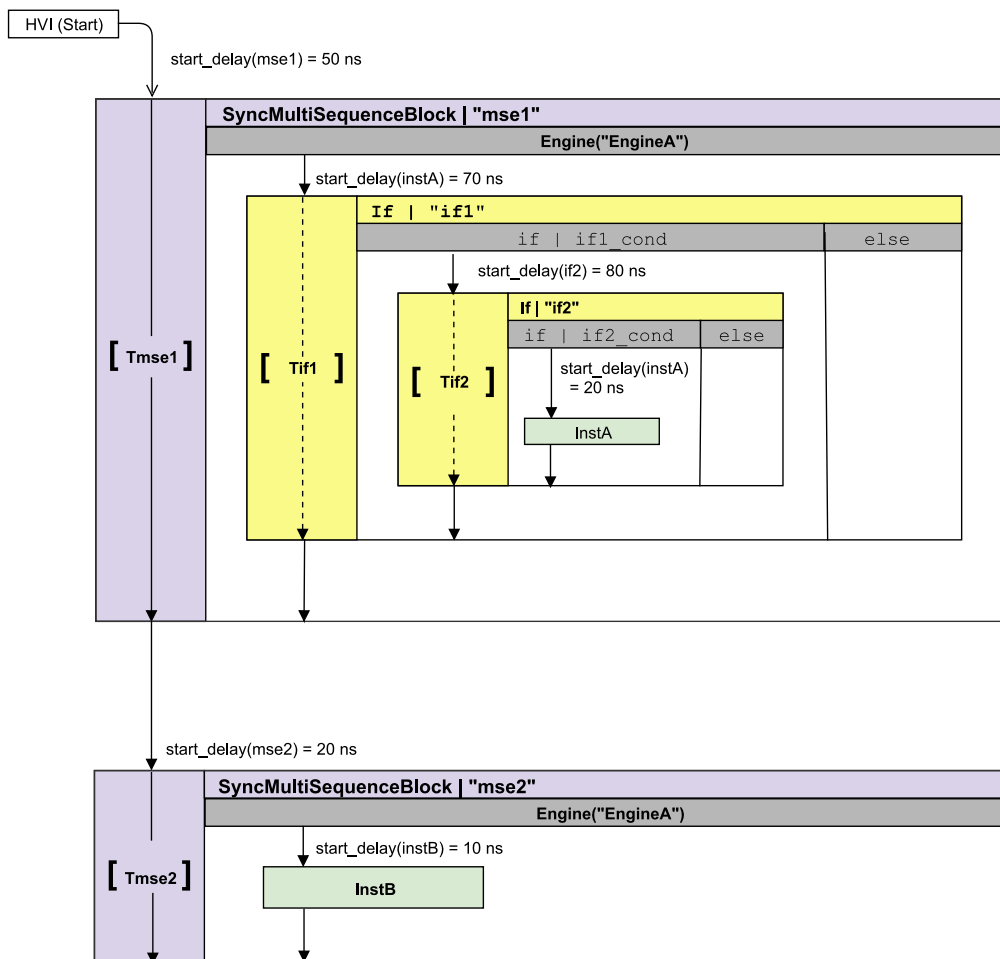 HVI (Start)
start_delay(mse1) = 50 ns
SyncMultiSequenceBlock | "mse1"
Engine("EngineA")
start_delay(instA) = 70 ns
If | "if1"
if | if1_cond
else
start_delay(if2) = 80 ns
If | "if2"
if | if2_cond
else
[ Tmse1 ]
[ Tif1 ]
[ Tif2 ]
start_delay(instA)
= 20 ns
InstA
start_delay(mse2) = 20 ns
SyncMultiSequenceBlock | "mse2"
Engine("EngineA")
start_delay(instB) = 10 ns
[ Tmse2 ]
InstB